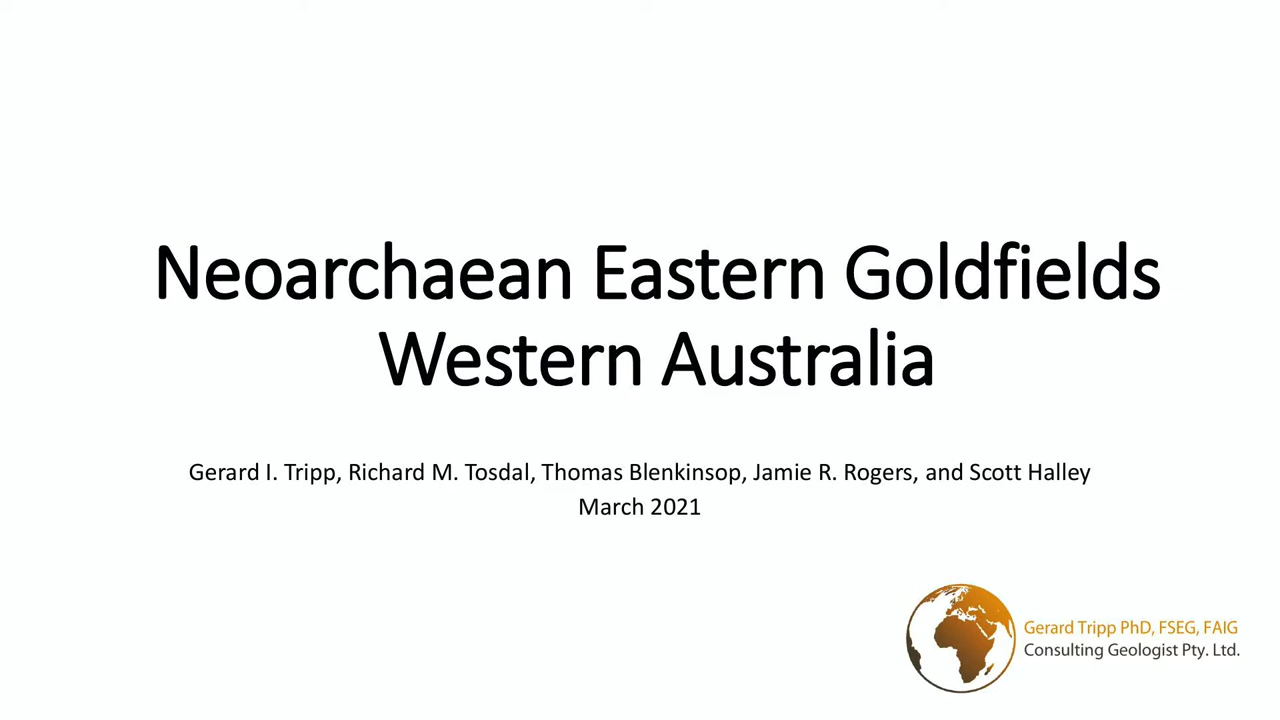 Neoarchaean Eastern Goldfields
Western Australia
Gerard I. Tripp, Richard M. Tosdal, Thomas Blenkinsop, Jamie R. Rogers, and Scott Halley
March 2021
Gerard Tripp PhD, FSEG, FAIG
Consulting Geologist Pty. Ltd.